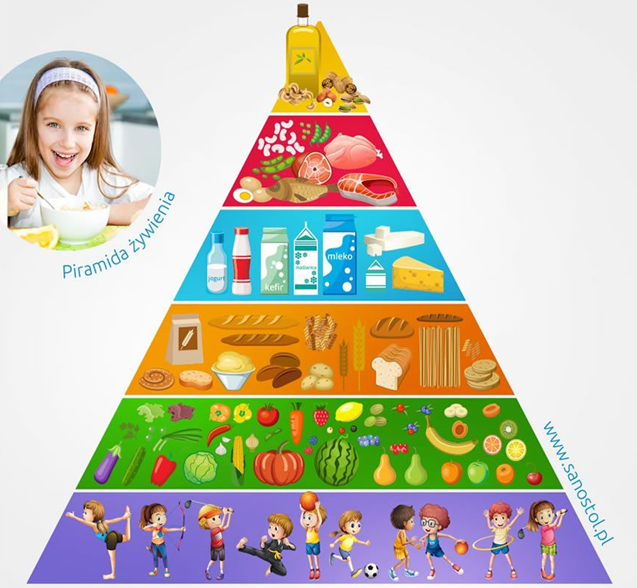 Piramida żywienia
jogurt
kefir
maślanka
mleko
www.sanostol.pl